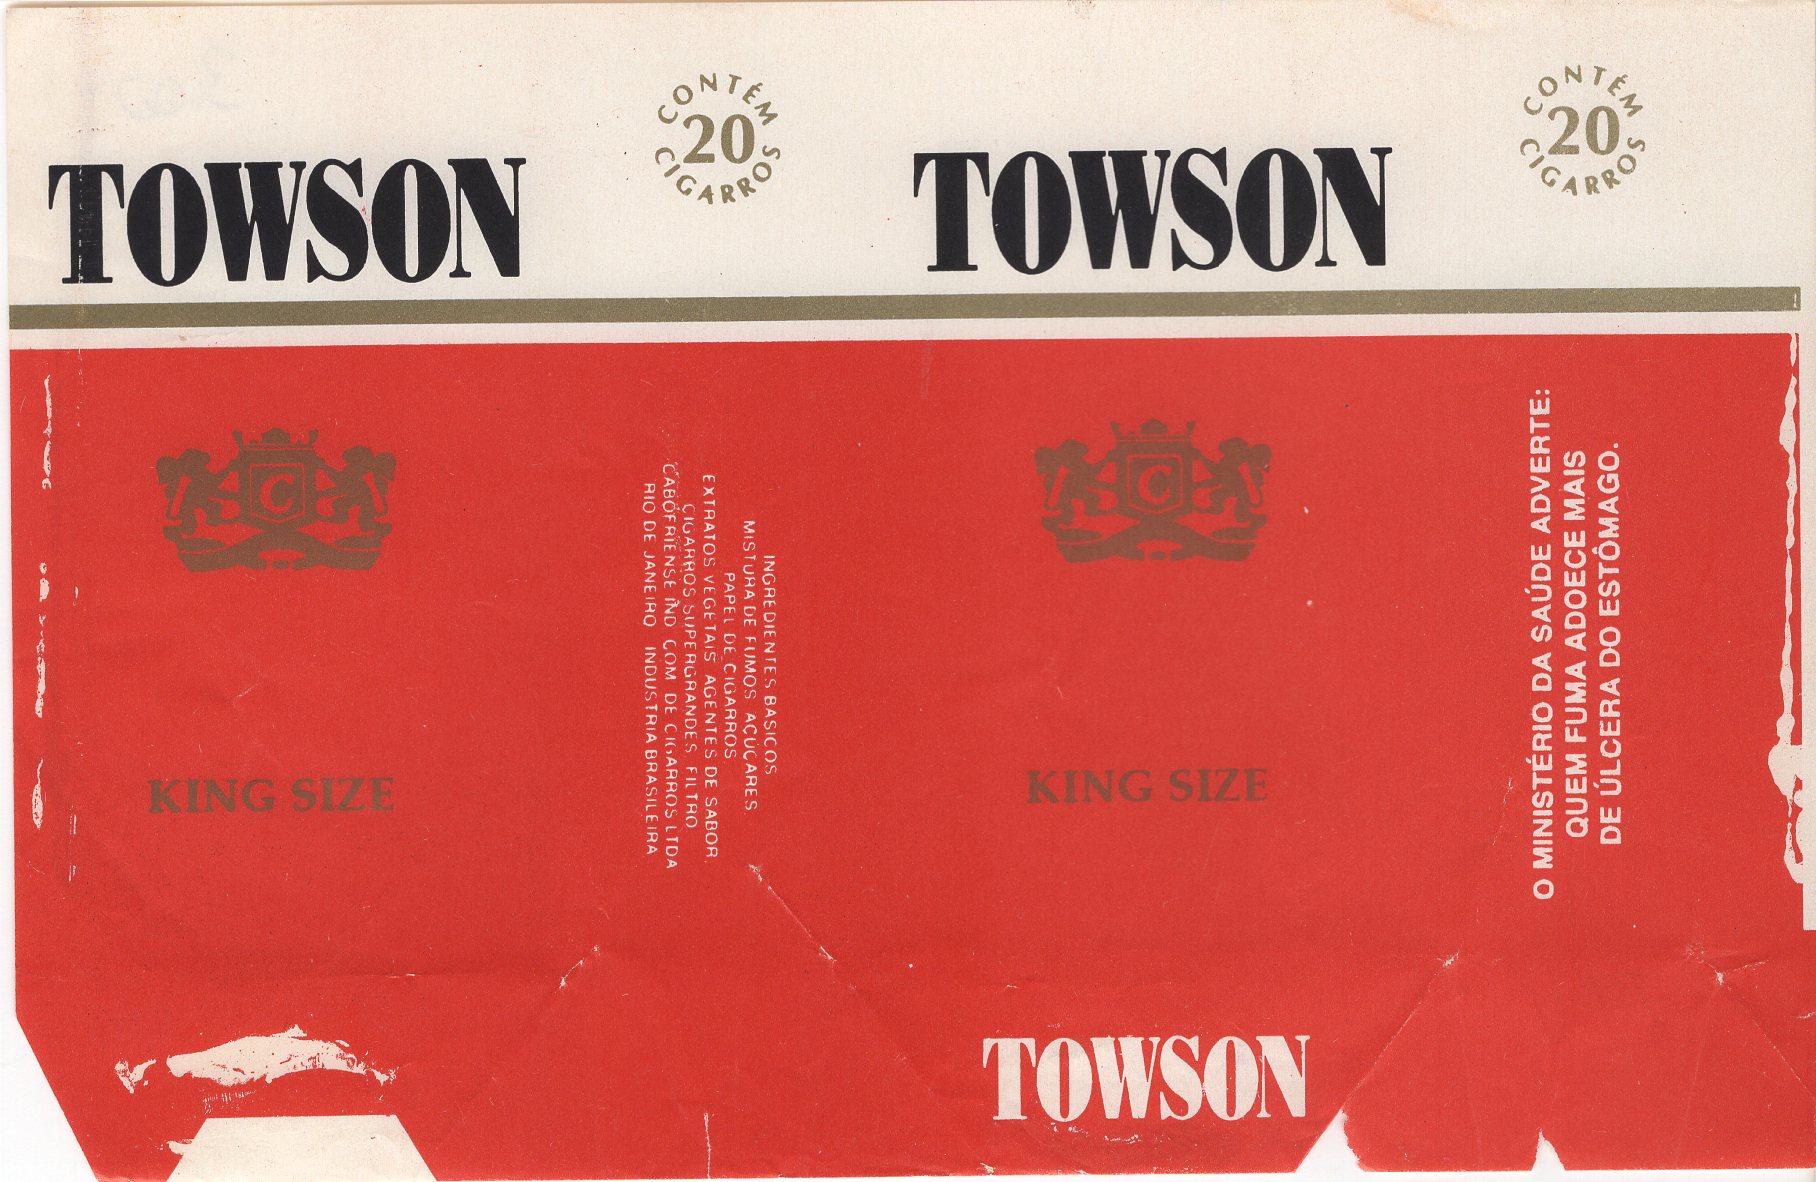 TOWSON
CONTÉM
20
CIGARROS
TOWSON
CONTÉM
20
CIGARROS
C
KING SIZE
INGREDIENTES BASICOS
MISTURA DE FUMOS AÇUCARES
PAPEL DE CIGARROS
EXTRATOS VEGETAIS AGENTES DE SABOR
CIGARROS SUPERGRANDES FILTRO
CABOFRIENSE IND COM DE CIGARROS LTDA
RIO DE JANEIRO INDUSTRIA BRASILEIRA
C
KING SIZE
TOWSON
O MINISTÉRIO DA SAÚDE ADVERTE:
QUEM FUMA ADOECE MAIS
DE ÚLCERA DO ESTÔMAGO.